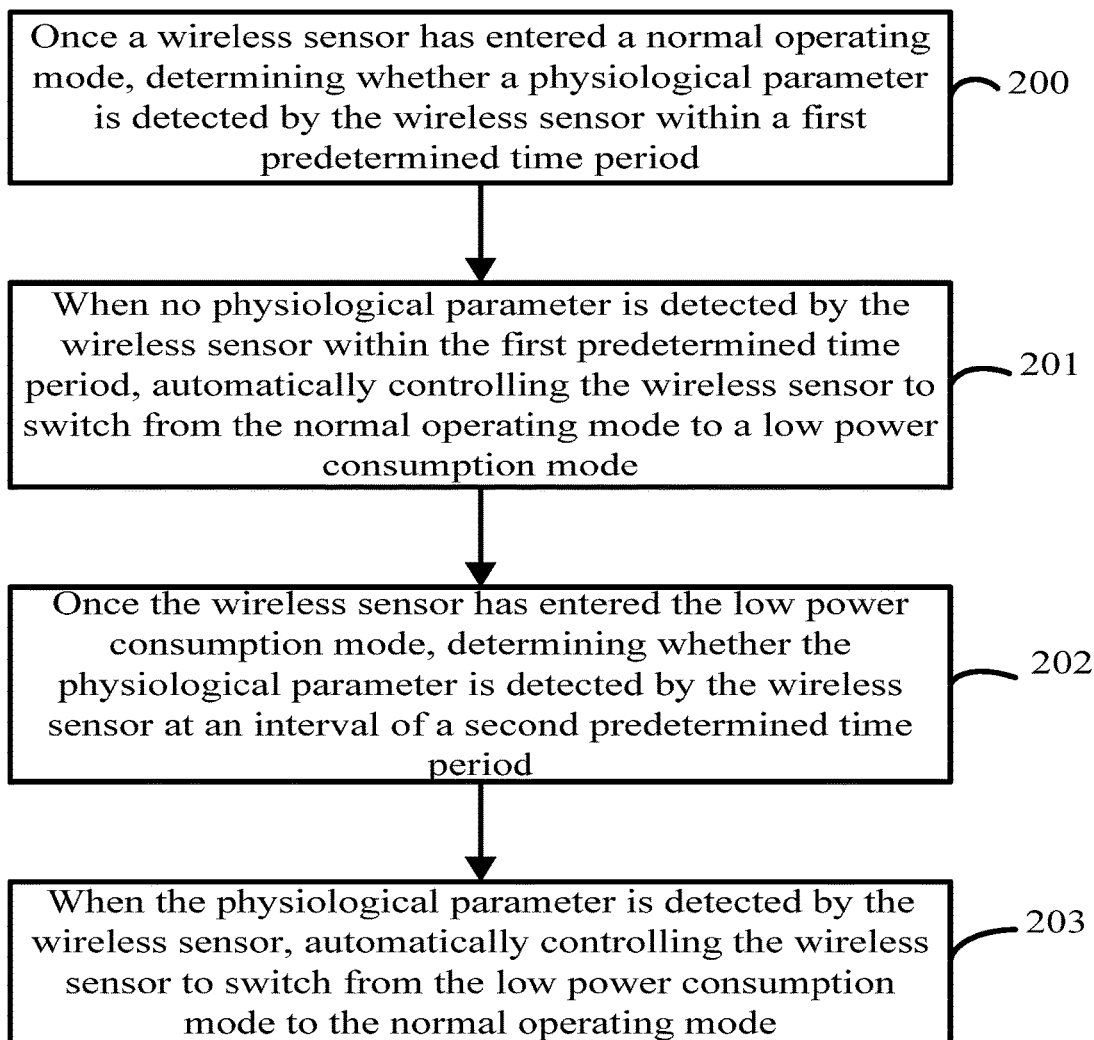 Once a wireless sensor has entered a normal operating
mode, determining whether a physiological parameter
is detected by the wireless sensor within a first
predetermined time period
200
When no physiological parameter is detected by the
wireless sensor within the first predetermined time
period, automatically controlling the wireless sensor to
switch from the normal operating mode to a low power
consumption mode
201
Once the wireless sensor has entered the low power
consumption mode, determining whether the
physiological parameter is detected by the wireless
sensor at an interval of a second predetermined time
period
202
When the physiological parameter is detected by the
wireless sensor, automatically controlling the wireless
sensor to switch from the low power consumption
mode to the normal operating mode
203